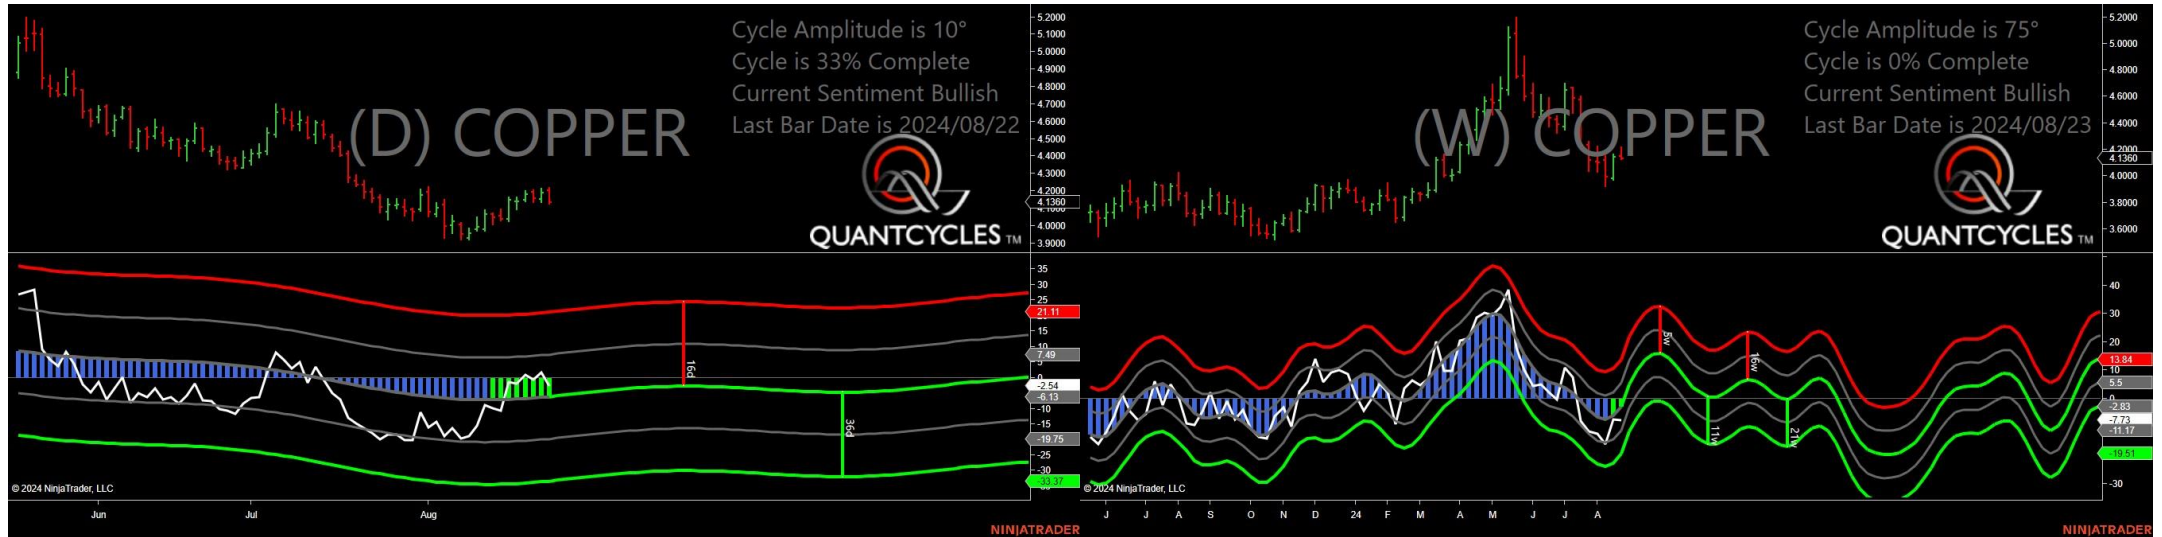 Cycle Amplitude is 10°
Cycle is 33% Complete
Current Sentiment Bullish
Last Bar Date is 2024/08/22
(D) COPPER
QUANTCYCLES TM
5.2000
5.1000
5.0000
4.9000
4.8000
4.7000
4.6000
4.5000
4.4000
4.3000
4.2000
4.1360
4.1000
4.0000
3.9000
35
30
25
21.11
15
10
7.49
5
0
-2.54
-6.13
-10
-15
-19.75
-25
-30
-33.37
16d
36d
© 2024 NinjaTrader, LLC
Jun
Jul
Aug
NINJATRADER
Cycle Amplitude is 75°
Cycle is 0% Complete
Current Sentiment Bullish
Last Bar Date is 2024/08/23
(W) COPPER
QUANTCYCLES TM
5.2000
5.0000
4.8000
4.6000
4.4000
4.2000
4.1360
4.0000
3.8000
3.6000
40
30
20
13.84
10
5.5
0
-2.83
-7.73
-11.17
-19.51
-30
5w
16w
11w
21w
© 2024 NinjaTrader, LLC
J
J
A
S
O
N
D
24
F
M
A
M
J
J
A
NINJATRADER